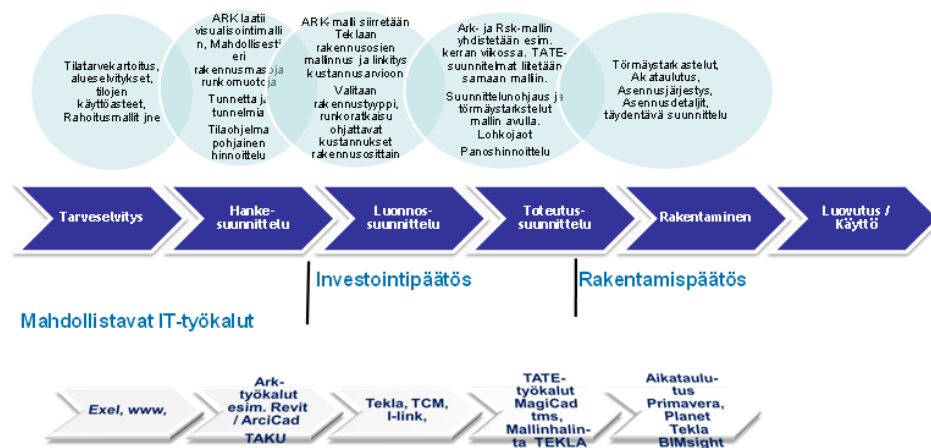 Tilatarvekartoitus,
alueselvitykset,
tilojen
käyttöasteet,
Rahoitusmallit jne
ARK laatii
visualisointimalli
n, Mahdollisesti
eri
rakennusmassoja
runkomuotoja
Tunnetta ja
tunnelmia
Tilaohjelma
pohjainen
hinnoittelu
ARK-malli siirretään
Teklaan
rakennusosien
mallinnus ja linkitys
kustannusarvioon
Valitaan
rakennustyyppi,
runkoratkaisu
ohjattavat
kustannukset
rakennusosittain
Ark- ja Rsk-mallin
yhdistetään esim.
kerran viikossa. TATE-
suunnitelmat liitetään
samaan malliin.
Suunnittelunohjaus ja
törmäystarkstelut
mallin avulla.
Lohkojaot
Panoshinnoittelu
Törmäystarkastelut,
Akataulutus,
Asennusjärjestys,
Asennusdetaljit,
täydentävä suunnittelu
Tarveselvitys
Hanke-
suunnittelu
Luonnos-
suunnittelu
Toteutus-
suunnittelu
Rakentaminen
Luovutus /
Käyttö
Investointipäätös
Rakentamispäätös
Mahdollistavat IT-työkalut
Exel, www,
Ark-
työkalut
esim. Revit
/ ArciCad
TAKU
Tekla, TCM,
I-link,
TATE-
työkalut
MagiCad
tms,
Mallinhalin-
ta TEKLA
Aikataulu-
tus
Primavera,
Planet
Tekla
BIMsight